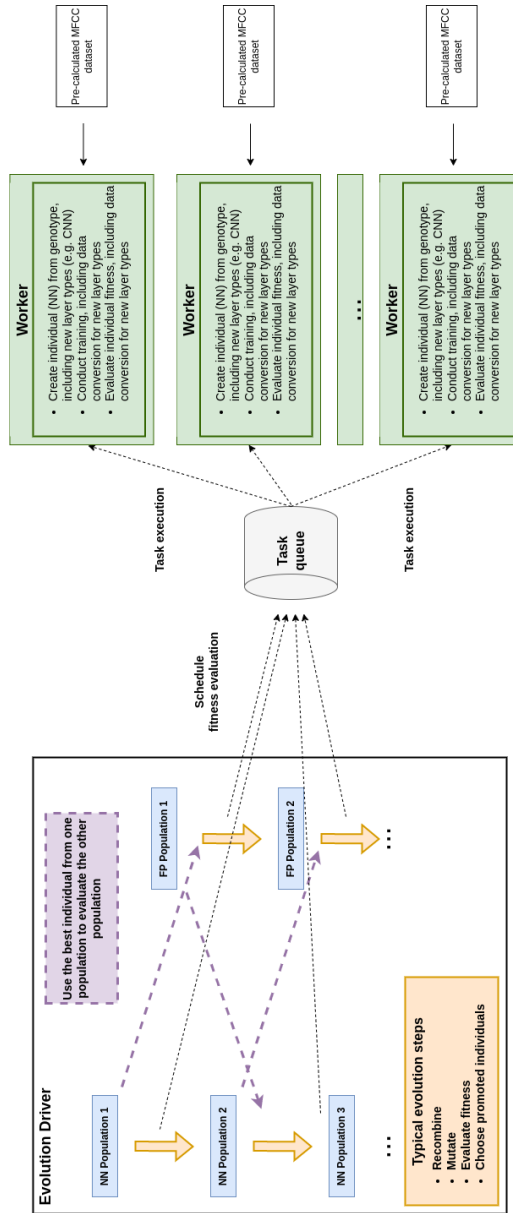 Evolution Driver
NN Population 1
NN Population 2
NN Population 3
...
Use the best individual from one
population to evaluate the other
population
FP Population 1
FP Population 2
...
Typical evolution steps
• Recombine
• Mutate
• Evaluate fitness
• Choose promoted individuals
Schedule
fitness evaluation
Task
queue
Task execution
Task execution
Worker
• Create individual (NN) from genotype,
including new layer types (e.g. CNN)
• Conduct training, including data
conversion for new layer types
• Evaluate individual fitness, including data
conversion for new layer types
Pre-calculated MFCC
dataset
Worker
• Create individual (NN) from genotype,
including new layer types (e.g. CNN)
• Conduct training, including data
conversion for new layer types
• Evaluate individual fitness, including data
conversion for new layer types
Pre-calculated MFCC
dataset
...
Worker
• Create individual (NN) from genotype,
including new layer types (e.g. CNN)
• Conduct training, including data
conversion for new layer types
• Evaluate individual fitness, including data
conversion for new layer types
Pre-calculated MFCC
dataset